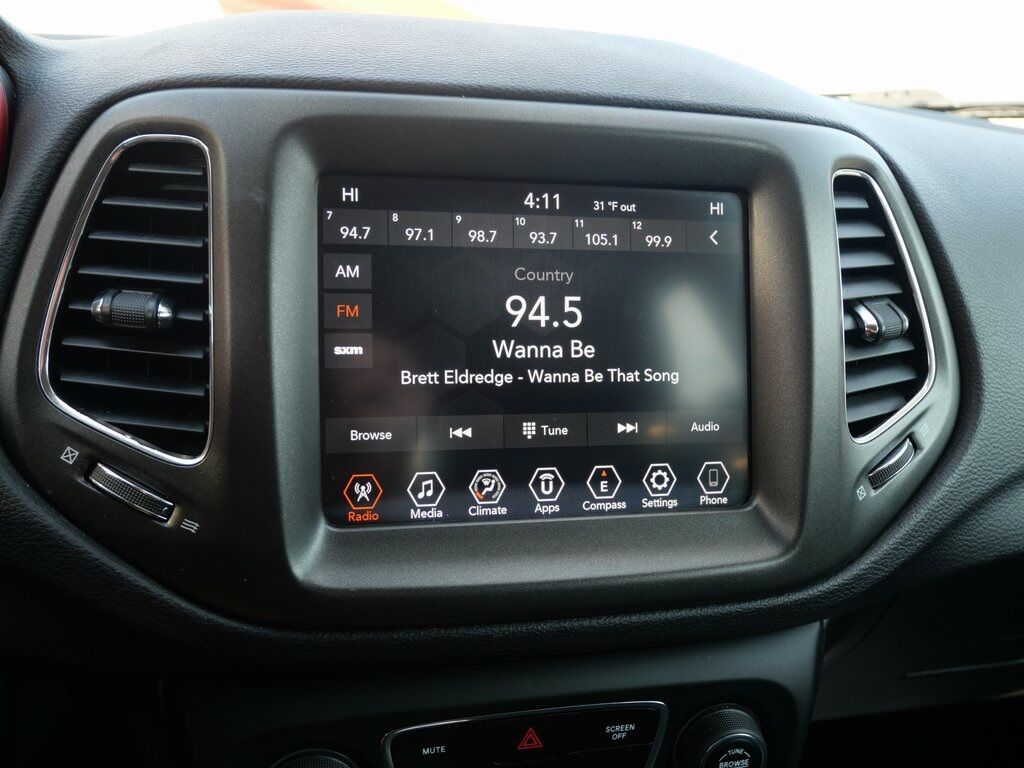 HI 4:11 31 °F out HI
7 94.7 8 97.1 9 98.7 10 93.7 11 105.1 12 99.9
AM
FM
sxm
Country
94.5
Wanna Be
Brett Eldredge - Wanna Be That Song
Browse Tune Audio
E
Radio Media Climate Apps Compass Settings Phone
MUTE
SCREEN
OFF
TUNE
BROWSE